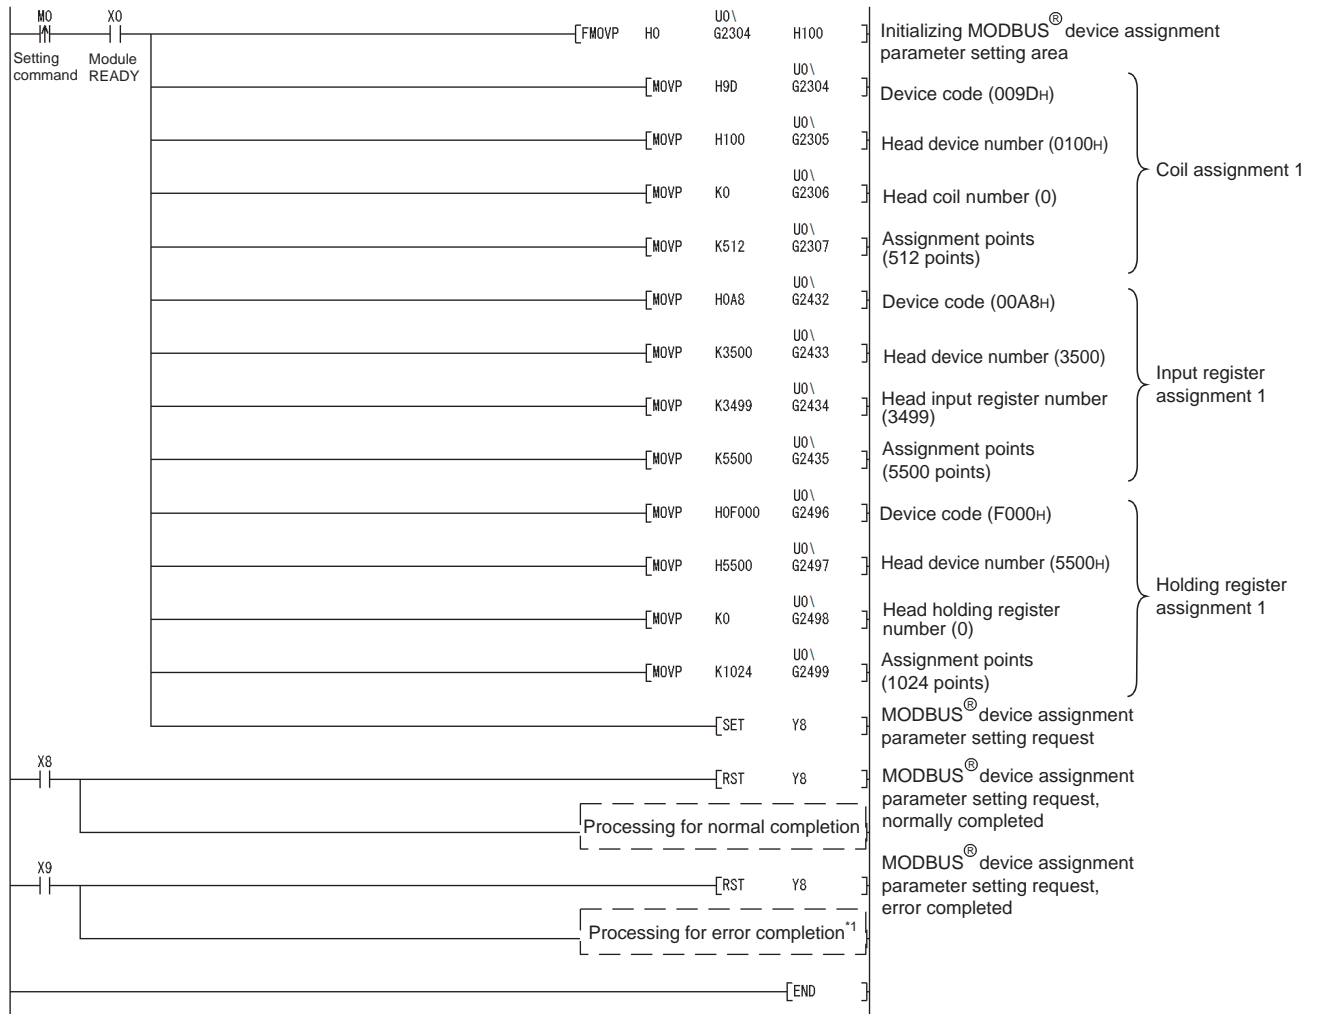 M0 X0
Setting command
Module READY
[FMOVP H0 U0\G2304 H100 ]
Initializing MODBUS® device assignment
parameter setting area
[MOVP H9D U0\G2304 ]
Device code (009DH)
[MOVP H100 U0\G2305 ]
Head device number (0100H)
[MOVP K0 U0\G2306 ]
Head coil number (0)
[MOVP K512 U0\G2307 ]
Assignment points
(512 points)
Coil assignment 1
[MOVP H0A8 U0\G2432 ]
Device code (00A8H)
[MOVP K3500 U0\G2433 ]
Head device number (3500)
[MOVP K3499 U0\G2434 ]
Head input register number
(3499)
[MOVP K5500 U0\G2435 ]
Assignment points
(5500 points)
Input register
assignment 1
[MOVP H0F000 U0\G2496 ]
Device code (F000H)
[MOVP H5500 U0\G2497 ]
Head device number (5500H)
[MOVP K0 U0\G2498 ]
Head holding register
number (0)
[MOVP K1024 U0\G2499 ]
Assignment points
(1024 points)
Holding register
assignment 1
[SET Y8 ]
MODBUS® device assignment
parameter setting request
X8
[RST Y8 ]
MODBUS® device assignment
parameter setting request,
normally completed
Processing for normal completion
X9
[RST Y8 ]
MODBUS® device assignment
parameter setting request,
error completed
Processing for error completion*1
[END ]